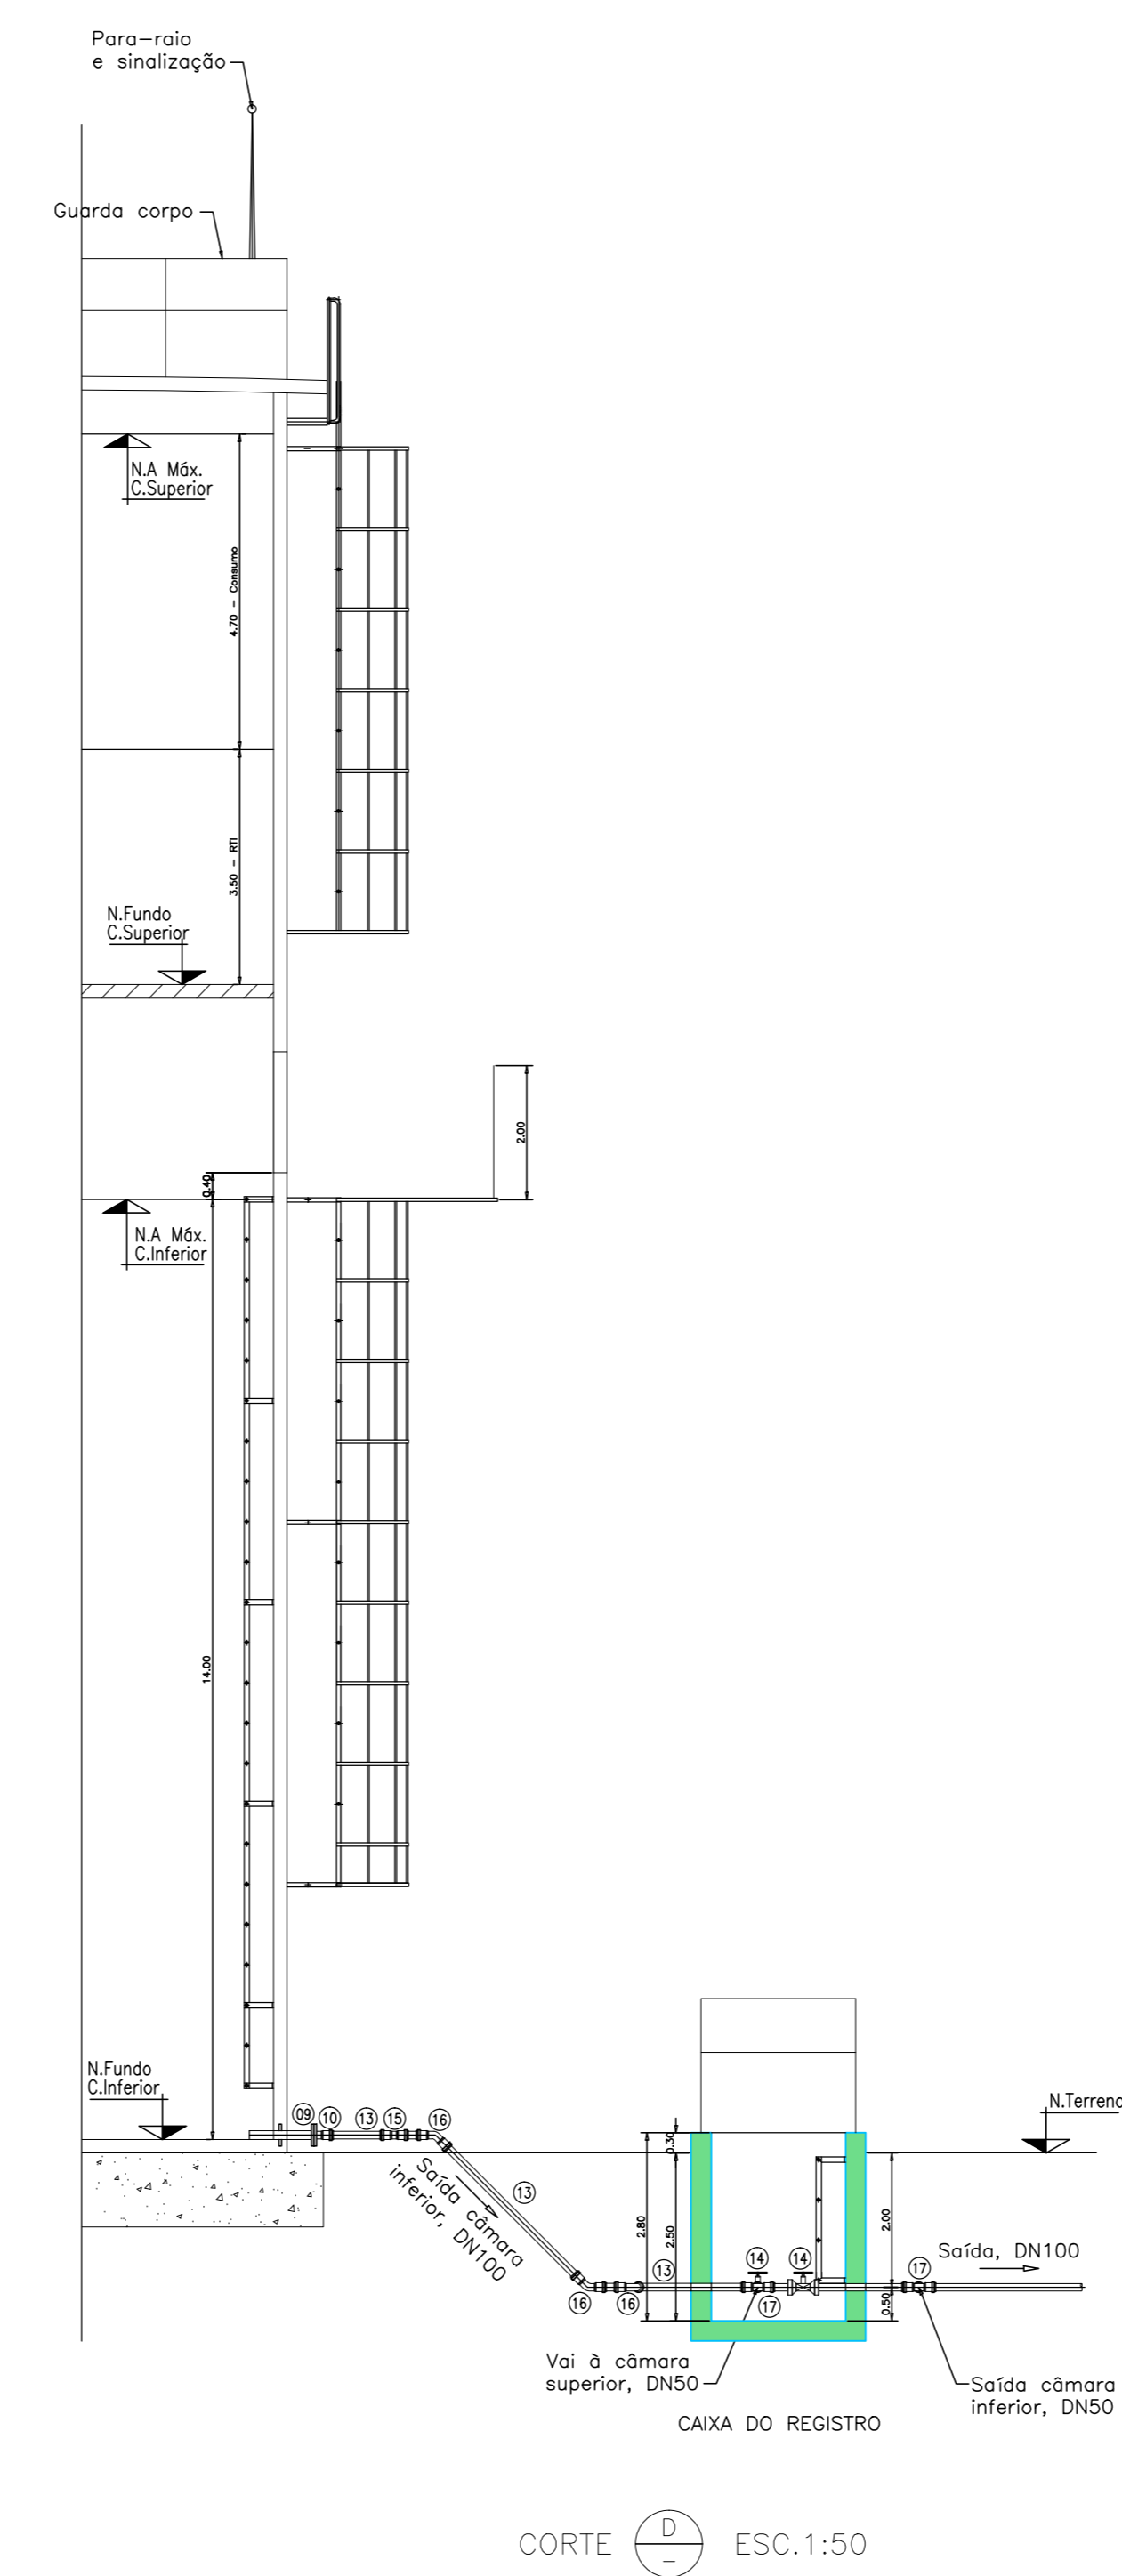 Para-raio
e sinalização
Guarda corpo
N.A Máx.
C.Superior
4.70 - Consumo
3.50 - RTI
N.Fundo
C.Superior
2.00
0.40
N.A Máx.
C.Inferior
14.00
N.Fundo
C.Inferior
09
10
13
15
16
Saída câmara
inferior, DN100
13
16
16
13
N.Terreno
0.30
2.80
2.50
14
14
17
2.00
0.50
17
Saída, DN100
Vai à câmara
superior, DN50
Saída câmara
inferior, DN50
CAIXA DO REGISTRO
CORTE D - ESC.1:50